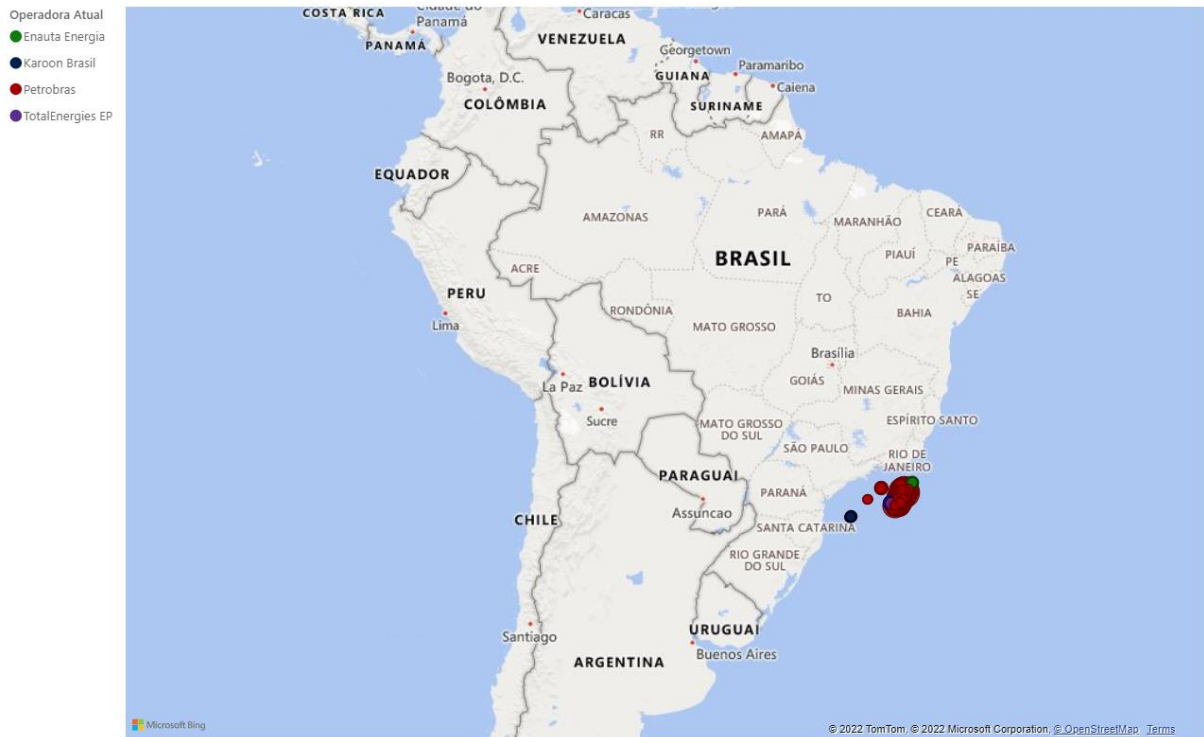 Operadora Atual
Enauta Energia
Karoon Brasil
Petrobras
TotalEnergies EP
COSTA RICA
Panamá
PANAMÁ
Caracas
VENEZUELA
Georgetown
GUIANA
Paramaribo
SURINAME
Caiena
Bogota, D.C.
COLÔMBIA
RR
AMAPÁ
EQUADOR
AMAZONAS
PARÁ
MARANHÃO
CEARÁ
PIAUÍ
PARAÍBA
PE
ALAGOAS
SE
BRASIL
ACRE
PERU
Lima
RONDÔNIA
TO
BAHIA
MATO GROSSO
Brasília
GOIÁS
MINAS GERAIS
La Paz
BOLÍVIA
Sucre
ESPÍRITO SANTO
MATO GROSSO
DO SUL
SÃO PAULO
RIO DE
JANEIRO
PARAGUAI
PARANÁ
Assuncao
CHILE
SANTA CATARINA
RIO GRANDE
DO SUL
URUGUAI
Santiago
Buenos Aires
ARGENTINA
Microsoft Bing
© 2022 TomTom, © 2022 Microsoft Corporation, © OpenStreetMap Terms